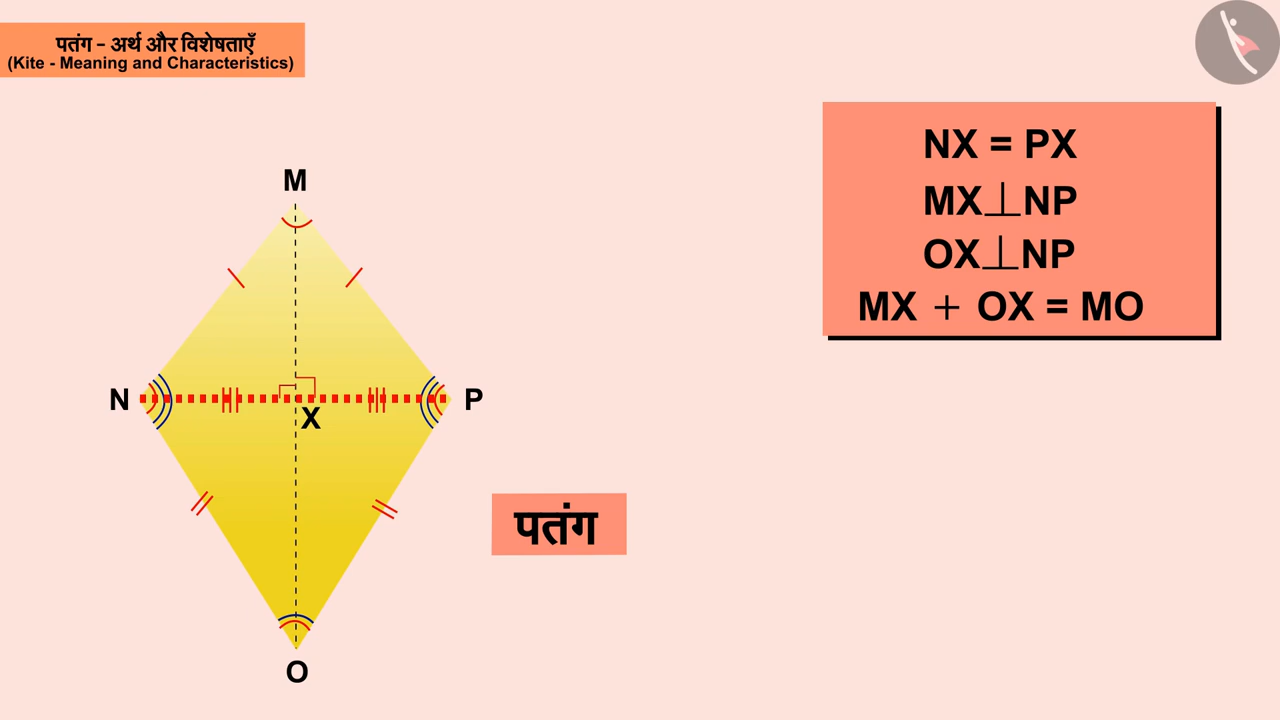 पतंग – अर्थ और विशेषताएँ
(Kite - Meaning and Characteristics)
NX = PX
MX⊥NP
OX⊥NP
MX + OX = MO
M
N
X
P
पतंग
O